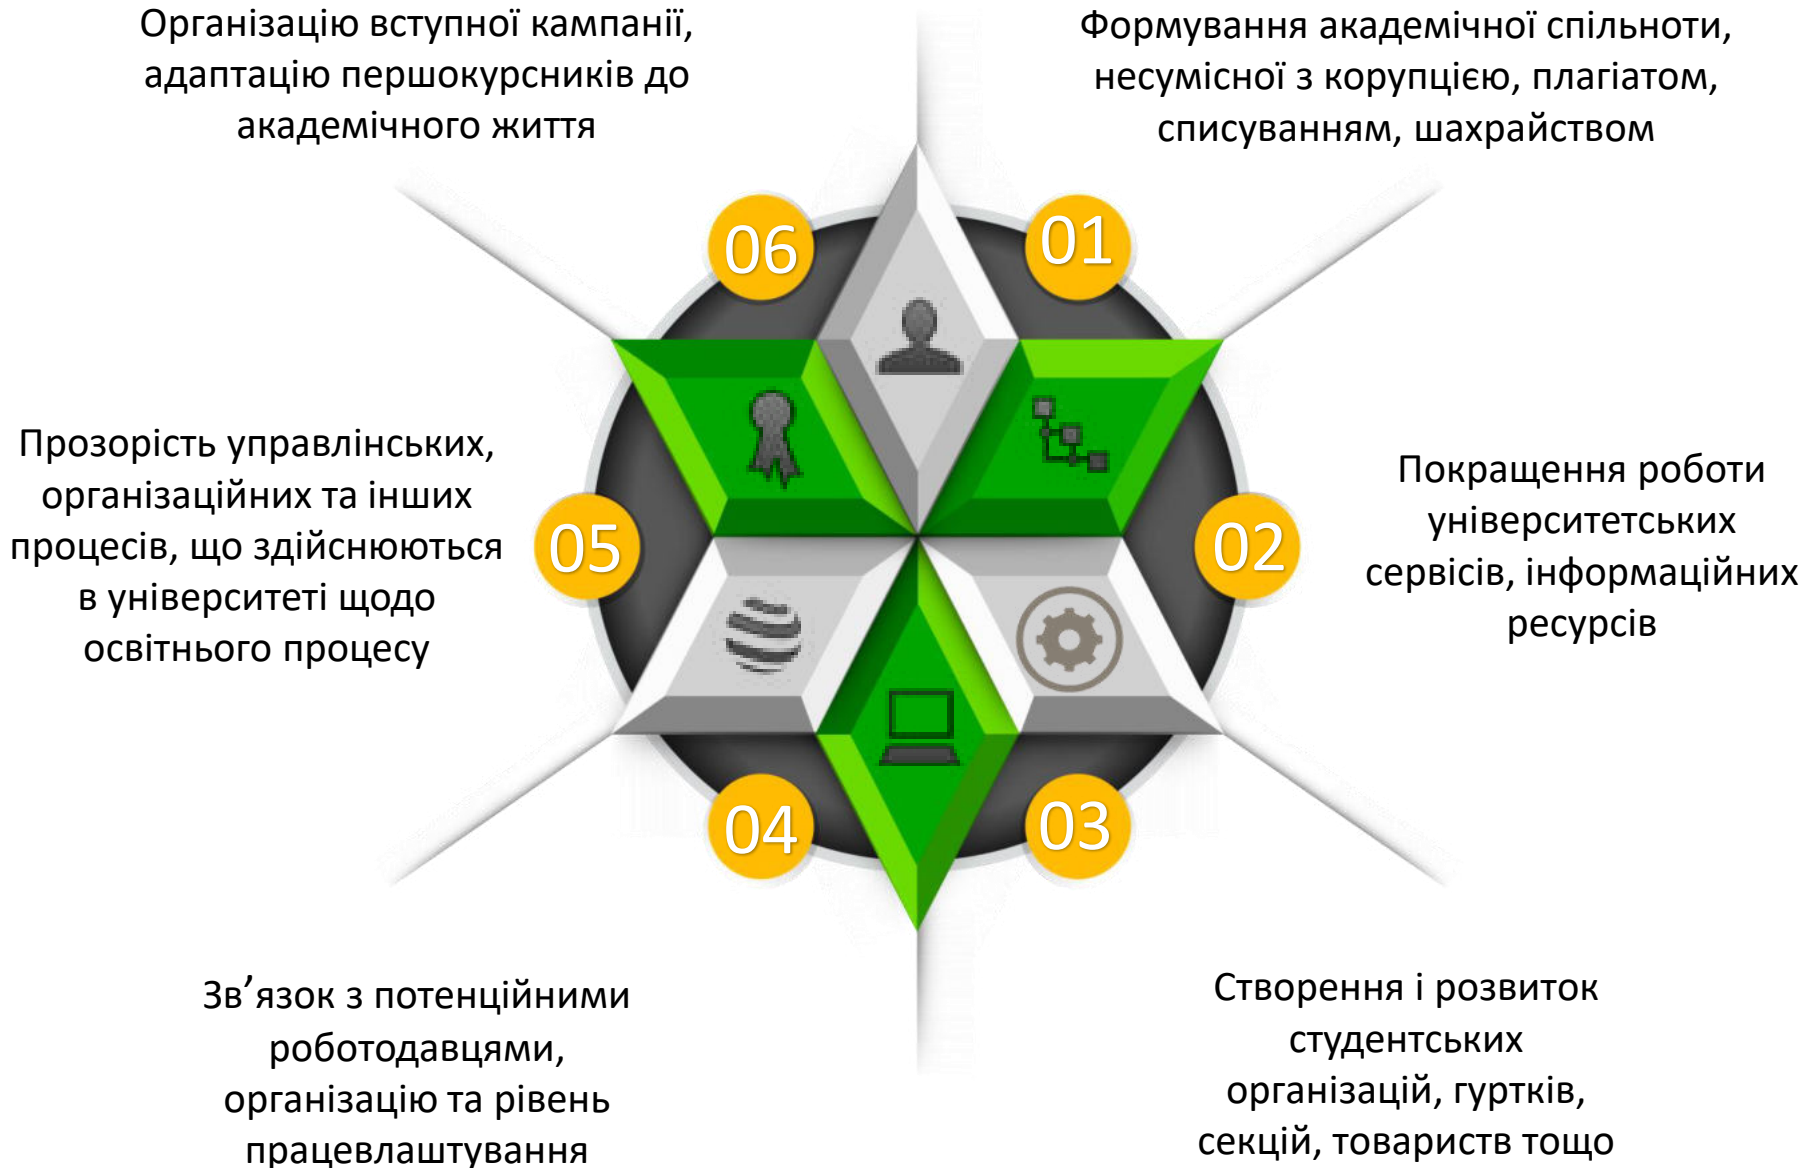 Організацію вступної кампанії,
адаптацію першокурсників до
академічного життя
Формування академічної спільноти,
несумісної з корупцією, плагіатом,
списуванням, шахрайством
06
01
Прозорість управлінських,
організаційних та інших
процесів, що здійснюються
в університеті щодо
освітнього процесу
05
02
Покращення роботи
університетських
сервісів, інформаційних
ресурсів
04
03
Зв’язок з потенційними
роботодавцями,
організацію та рівень
працевлаштування
Створення і розвиток
студентських
організацій, гуртків,
секцій, товариств тощо